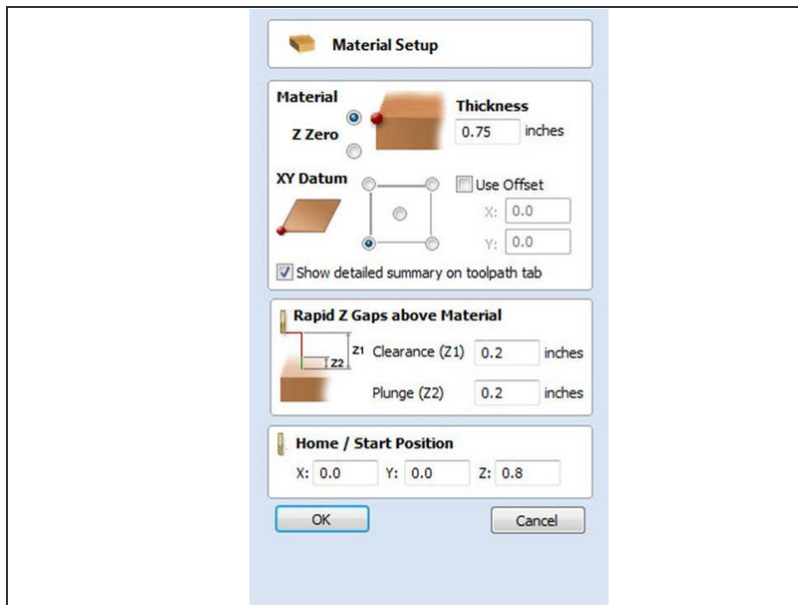 Material Setup
Material
Thickness
Z Zero
0.75 inches
XY Datum
Use Offset
X: 0.0
Y: 0.0
Show detailed summary on toolpath tab
Rapid Z Gaps above Material
Z1 Clearance (Z1) 0.2 inches
Z2
Plunge (Z2) 0.2 inches
Home / Start Position
X: 0.0 Y: 0.0 Z: 0.8
OK Cancel